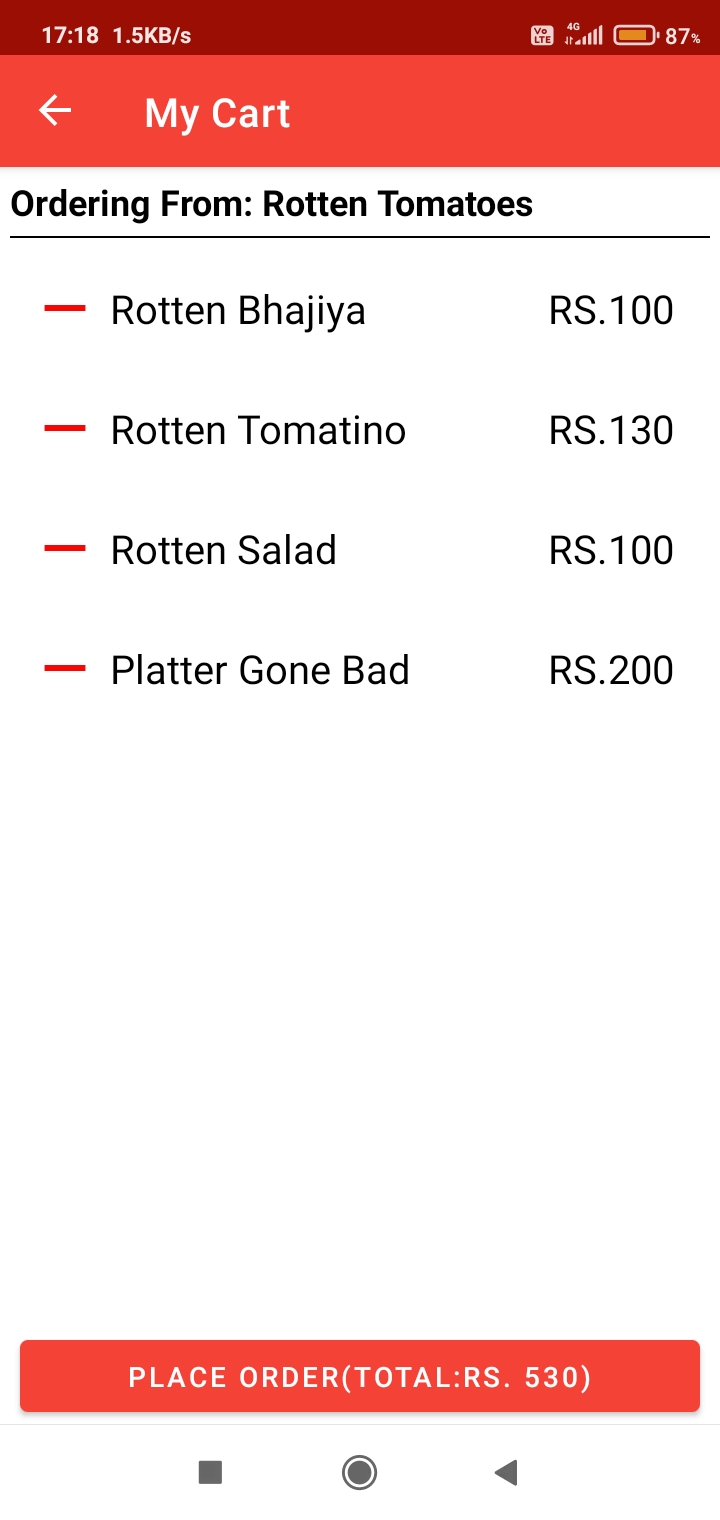 17:18 1.5KB/s Vo LTE 4G 87%
My Cart
Ordering From: Rotten Tomatoes
Rotten Bhajiya RS.100
Rotten Tomatino RS.130
Rotten Salad RS.100
Platter Gone Bad RS.200
PLACE ORDER(TOTAL:RS. 530)